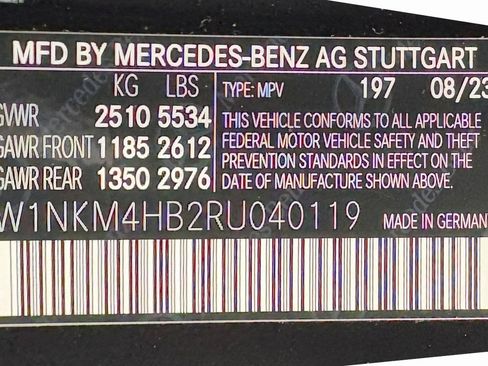 MFD BY MERCEDES-BENZ AG STUTTGART
KG LBS TYPE: MPV 197 08/23
GVWR 2510 5534
GAWR FRONT 1185 2612
GAWR REAR 1350 2976
THIS VEHICLE CONFORMS TO ALL APPLICABLE
FEDERAL MOTOR VEHICLE SAFETY AND THEFT
PREVENTION STANDARDS IN EFFECT ON THE
DATE OF MANUFACTURE SHOWN ABOVE.
W1NKM4HB2RU040119 MADE IN GERMANY